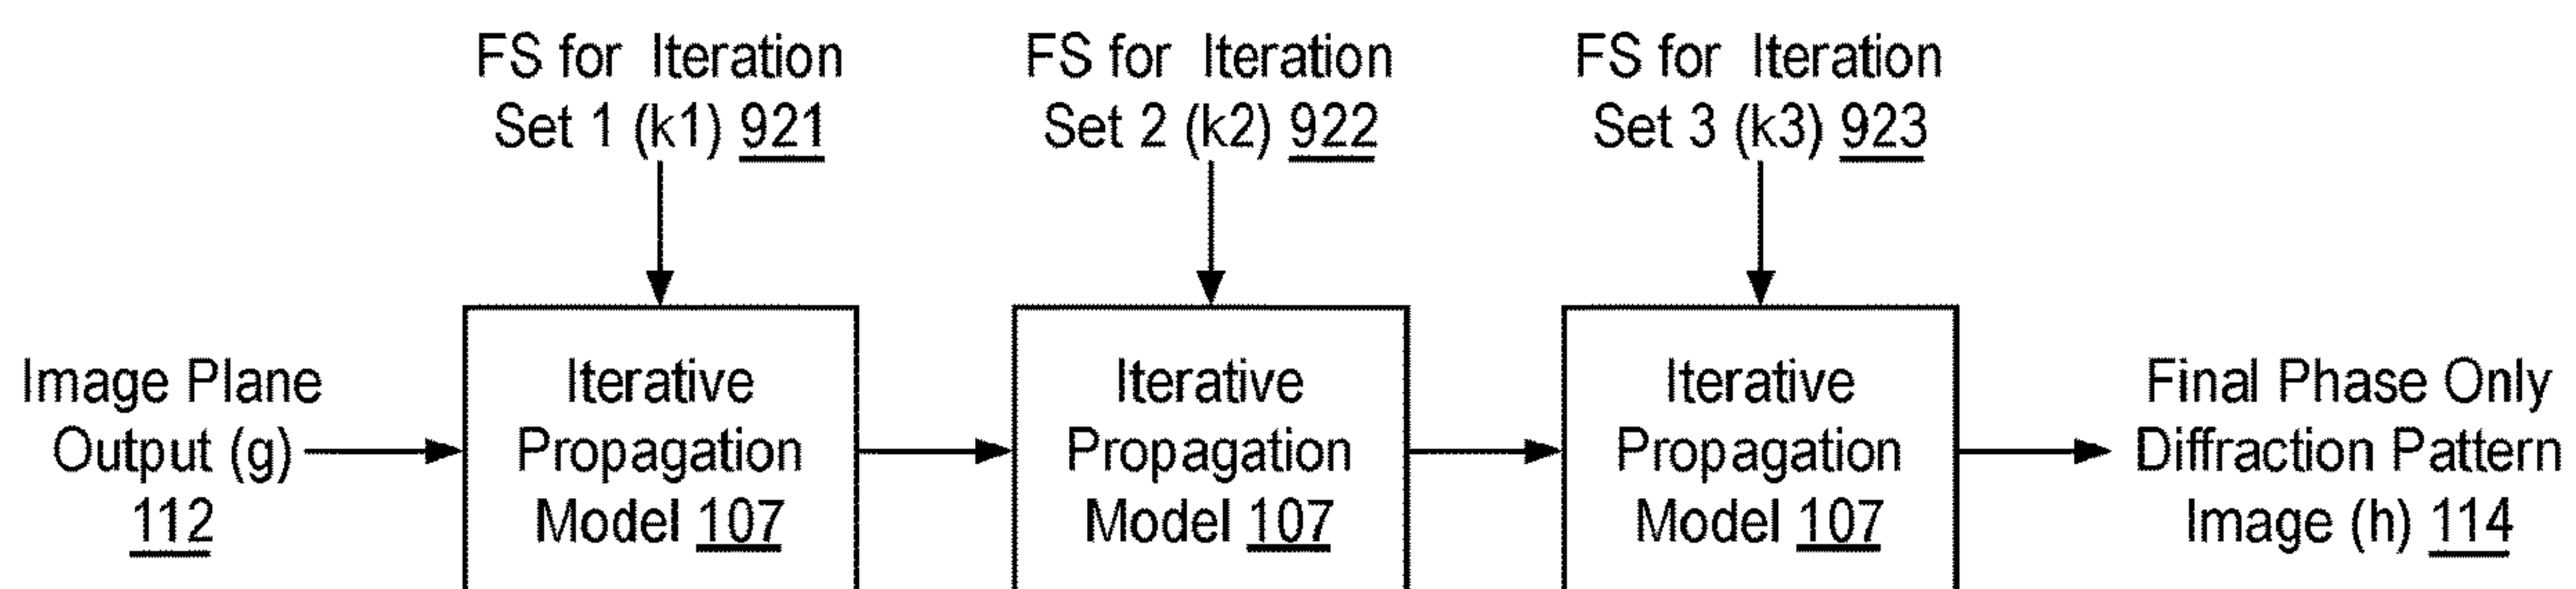 FS for Iteration
Set 1 (k1) 921
FS for Iteration
Set 2 (k2) 922
FS for Iteration
Set 3 (k3) 923
Image Plane
Output (g)
112
Iterative
Propagation
Model 107
Iterative
Propagation
Model 107
Iterative
Propagation
Model 107
Final Phase Only
Diffraction Pattern
Image (h) 114